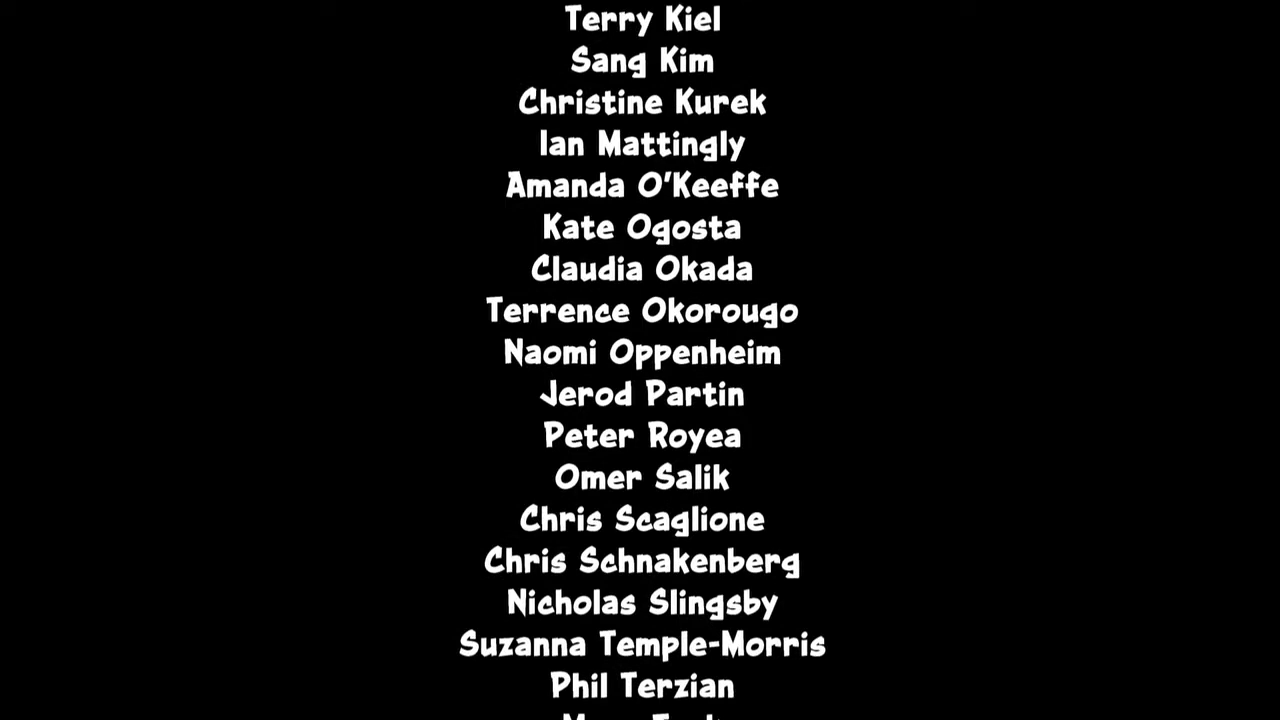 Terry Kiel
Sang Kim
Christine Kurek
Ian Mattingly
Amanda O'Keeffe
Kate Ogosta
Claudia Okada
Terrence Okorougo
Naomi Oppenheim
Jerod Partin
Peter Royea
Omer Salik
Chris Scaglione
Chris Schnakenberg
Nicholas Slingsby
Suzanna Temple-Morris
Phil Terzian